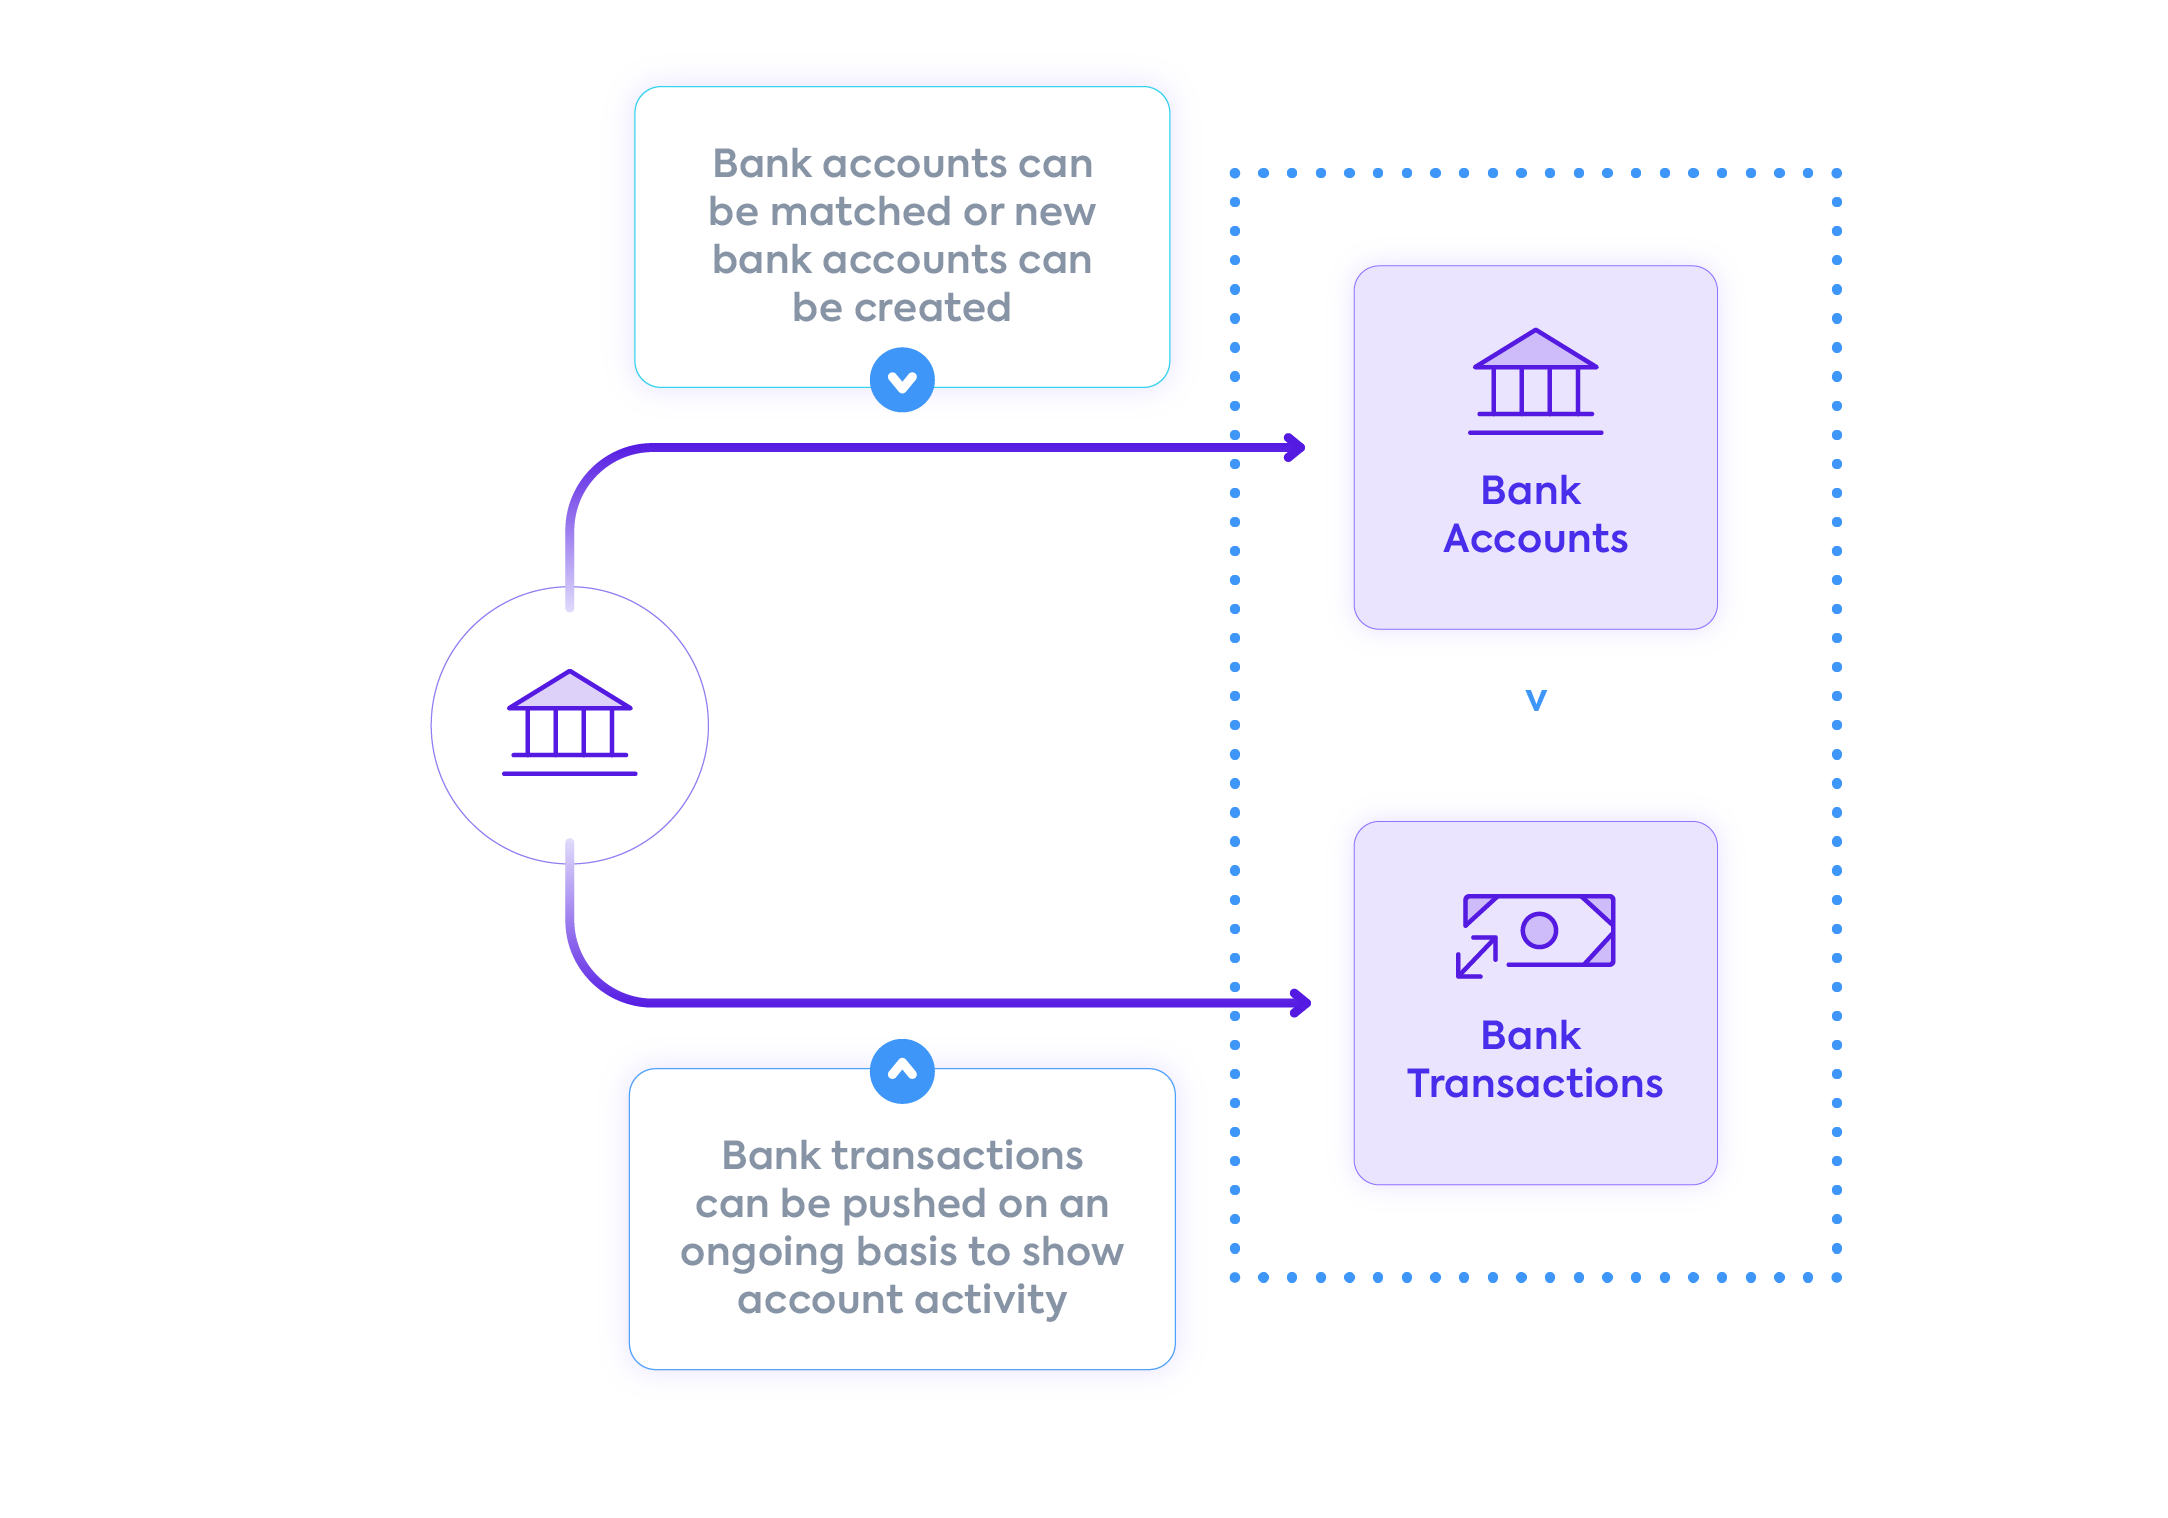 Bank accounts can
be matched or new
bank accounts can
be created
Bank
Accounts
v
Bank
Transactions
Bank transactions
can be pushed on an
ongoing basis to show
account activity